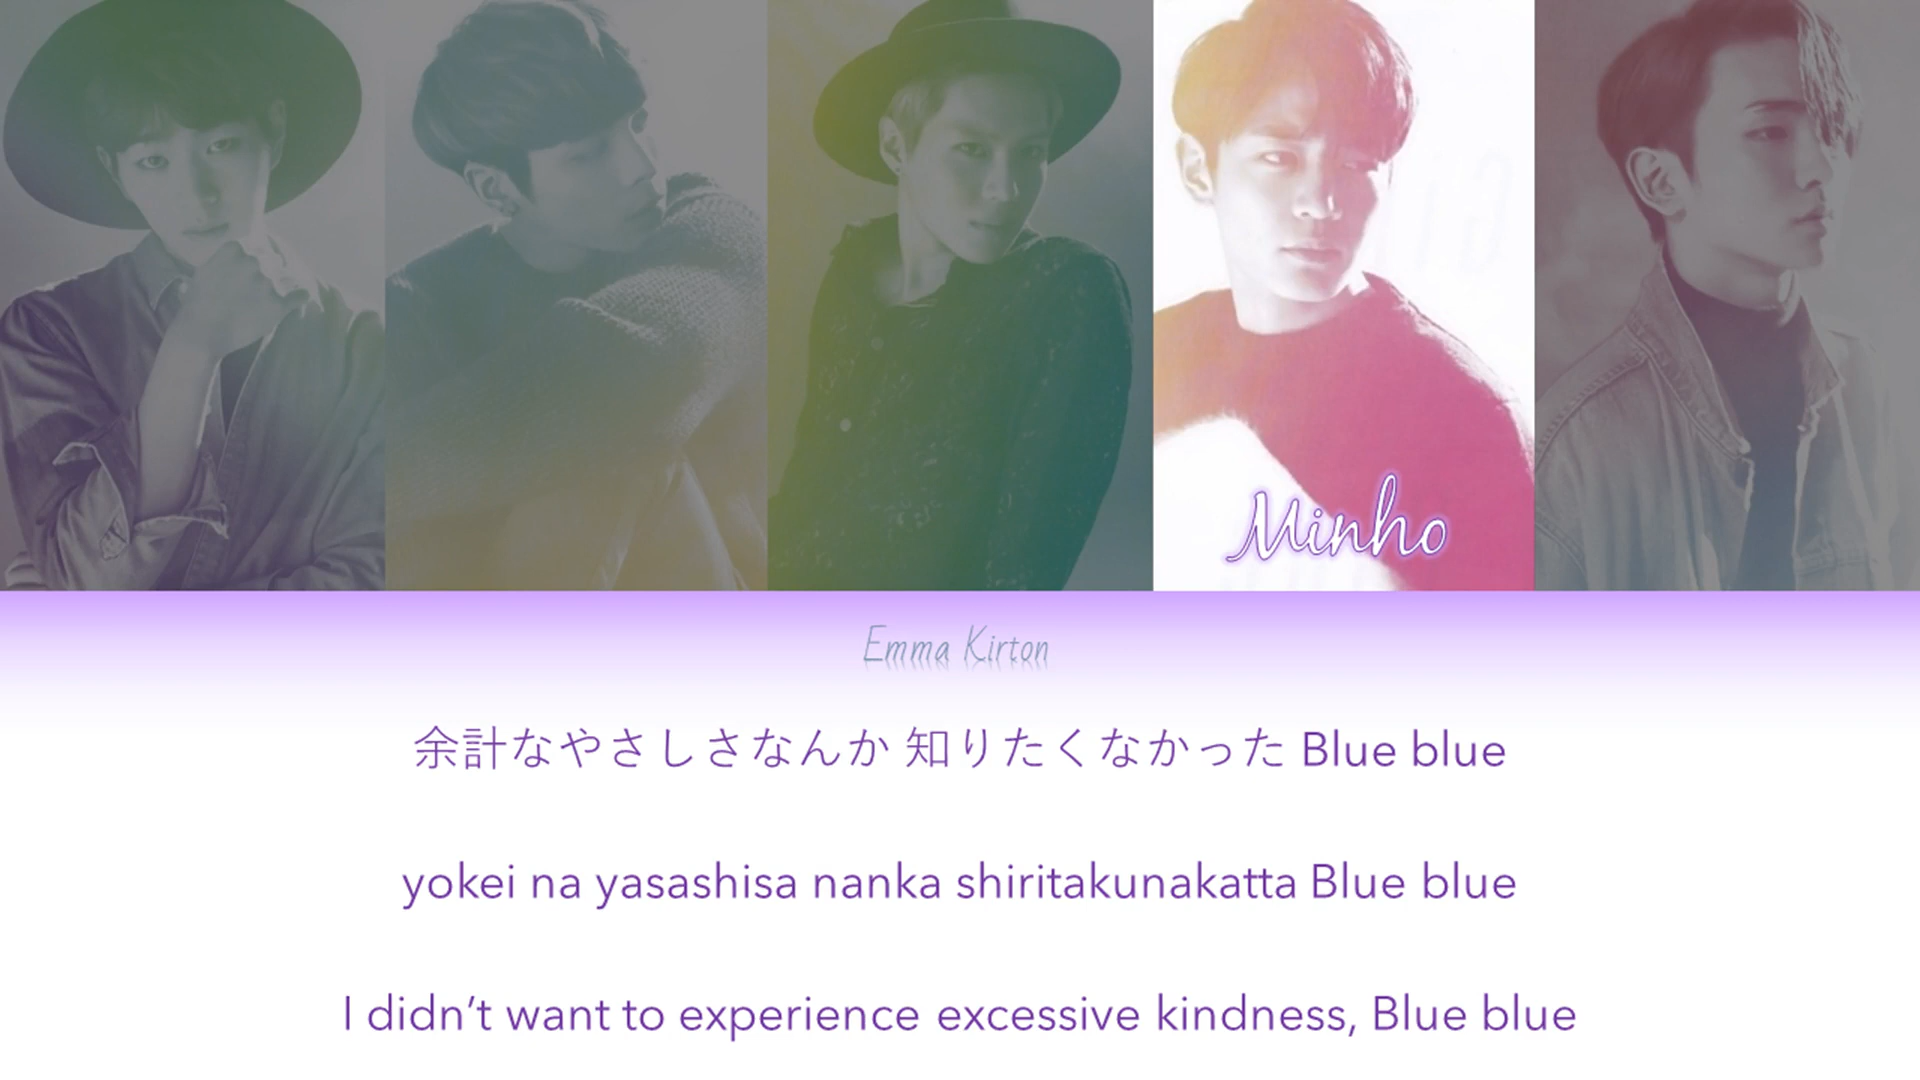 Minho
Emma Kirton
余計なやさしさなんか 知りたくなかった Blue blue
yokei na yasashisa nanka shiritakunakatta Blue blue
I didn’t want to experience excessive kindness, Blue blue